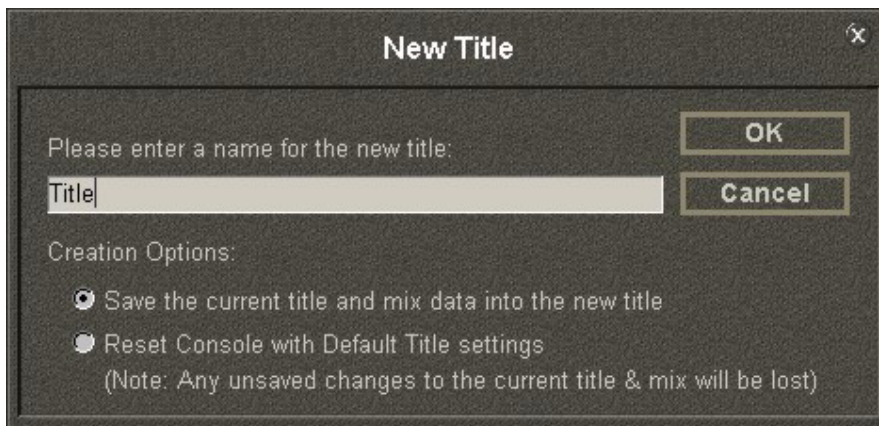 New Title
x
Please enter a name for the new title:
OK
Title
Cancel
Creation Options:
Save the current title and mix data into the new title
Reset Console with Default Title settings
(Note: Any unsaved changes to the current title & mix will be lost)